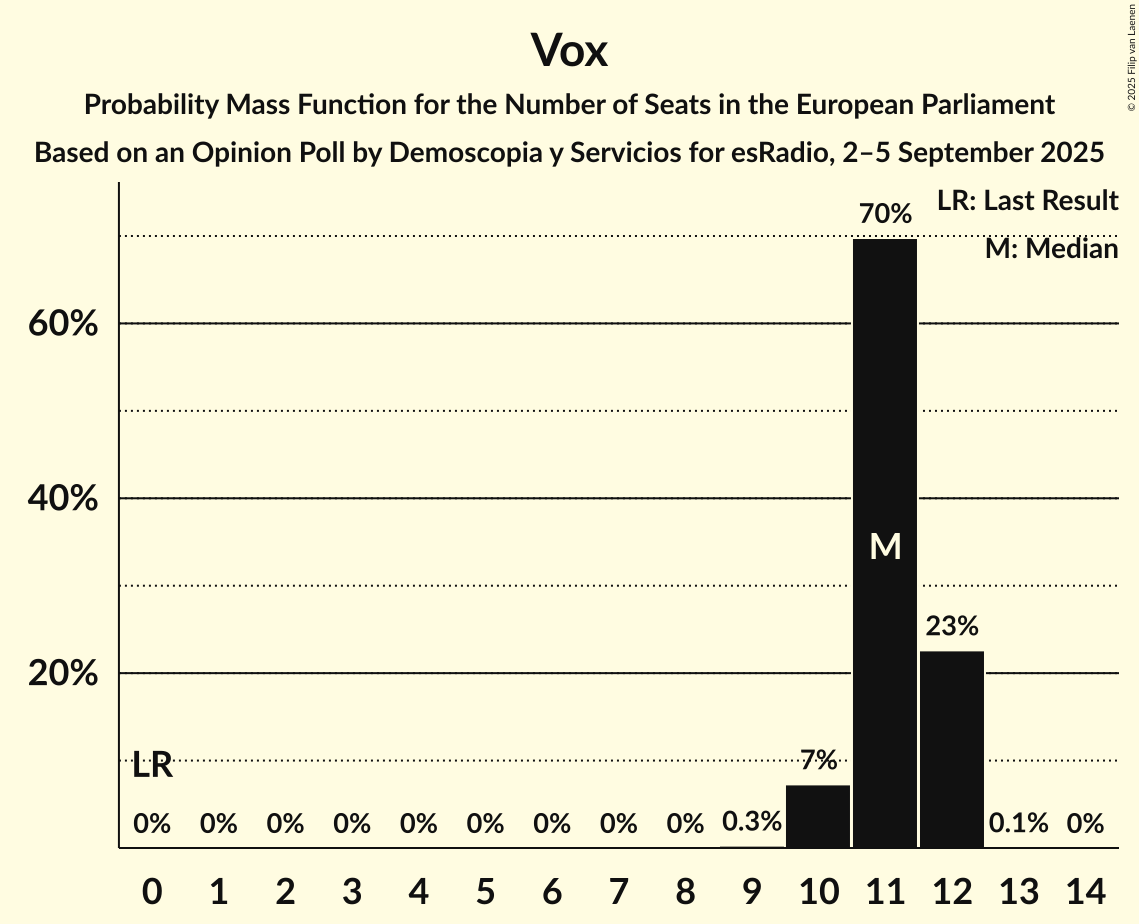 Vox
Probability Mass Function for the Number of Seats in the European Parliament
Based on an Opinion Poll by Demoscopia y Servicios for esRadio, 2–5 September 2025
© 2025 Filip van Laenen
LR: Last Result
M: Median
70%
60%
40%
M
23%
20%
LR
7%
0% 0% 0% 0% 0% 0% 0% 0% 0% 0.3% 0.1% 0%
0 1 2 3 4 5 6 7 8 9 10 11 12 13 14